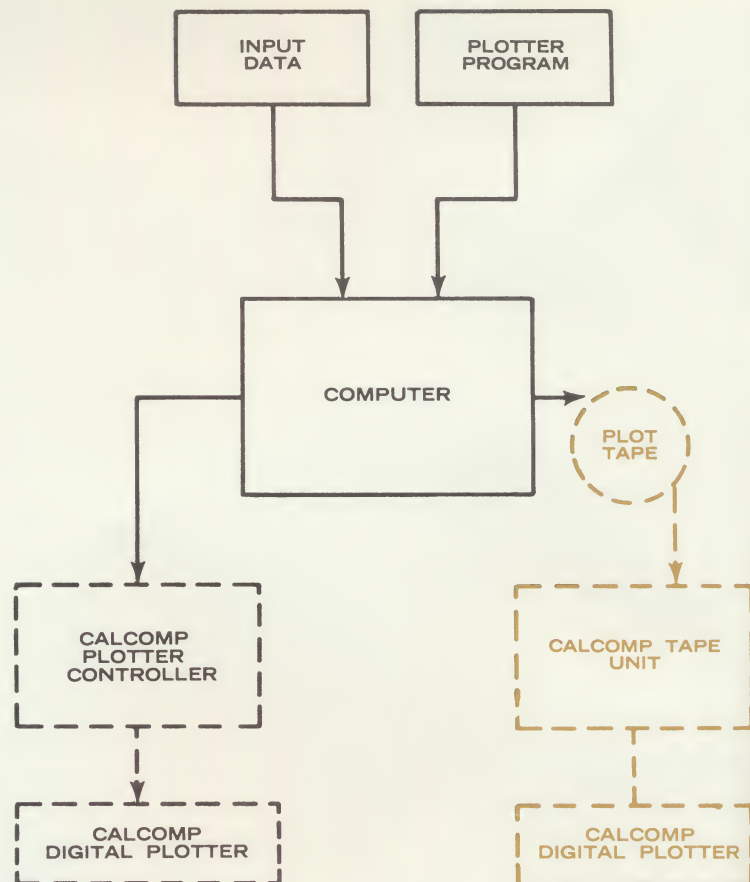 INPUT
DATA
PLOTTER
PROGRAM
COMPUTER
PLOT
TAPE
CALCOMP
PLOTTER
CONTROLLER
CALCOMP TAPE
UNIT
CALCOMP
DIGITAL PLOTTER
CALCOMP
DIGITAL PLOTTER